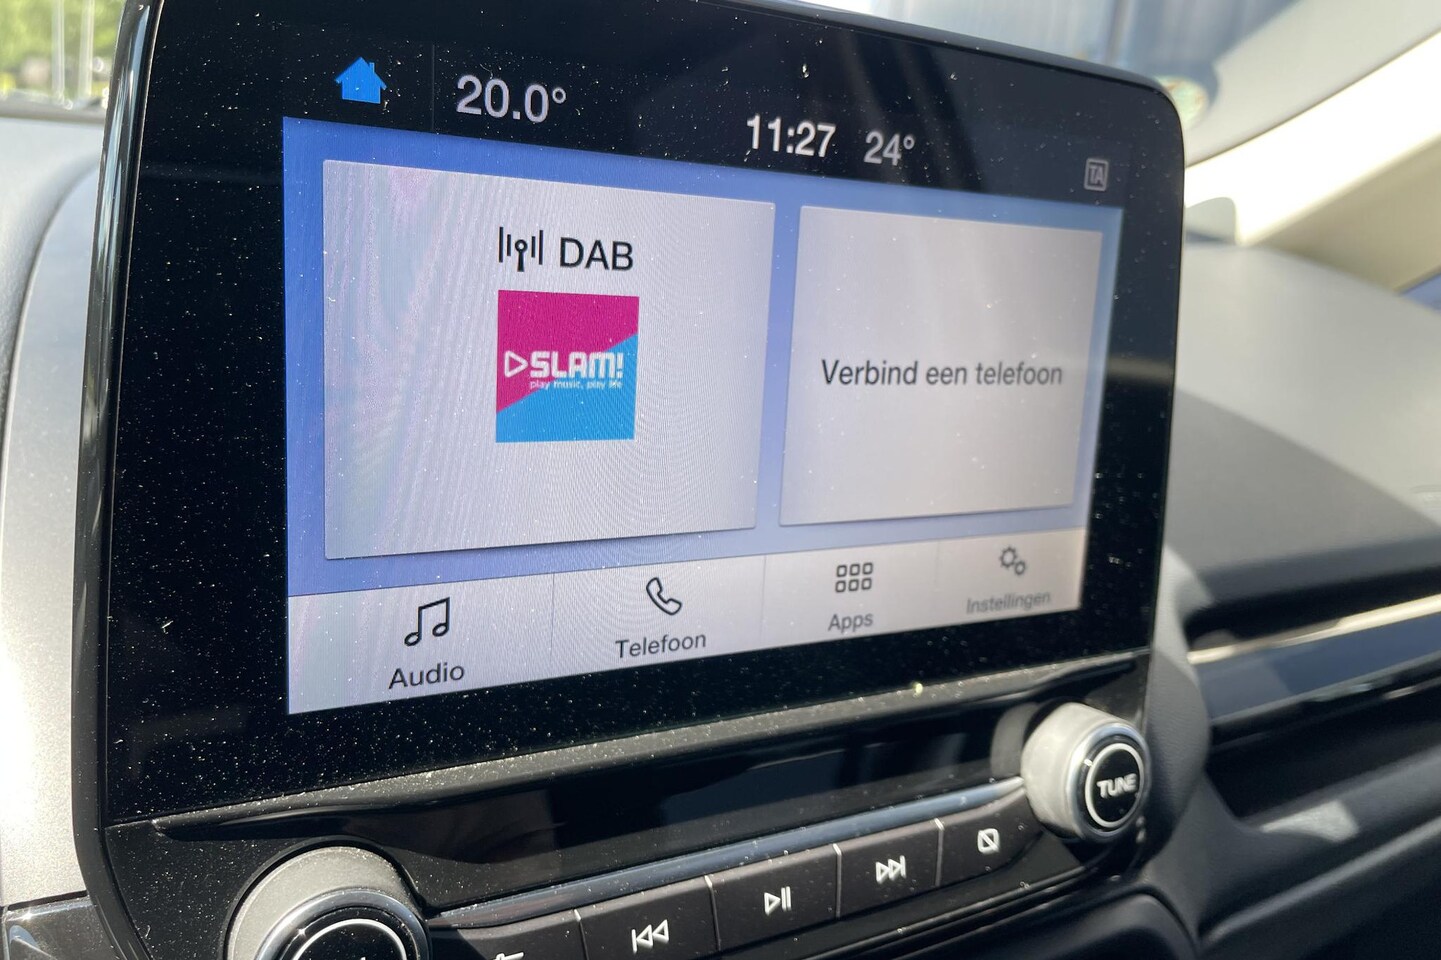 20.0°
11:27 24°
TA
DAB
SLAM!
play music, play life
Verbind een telefoon
Audio
Telefoon
Apps
Instellingen
TUNE